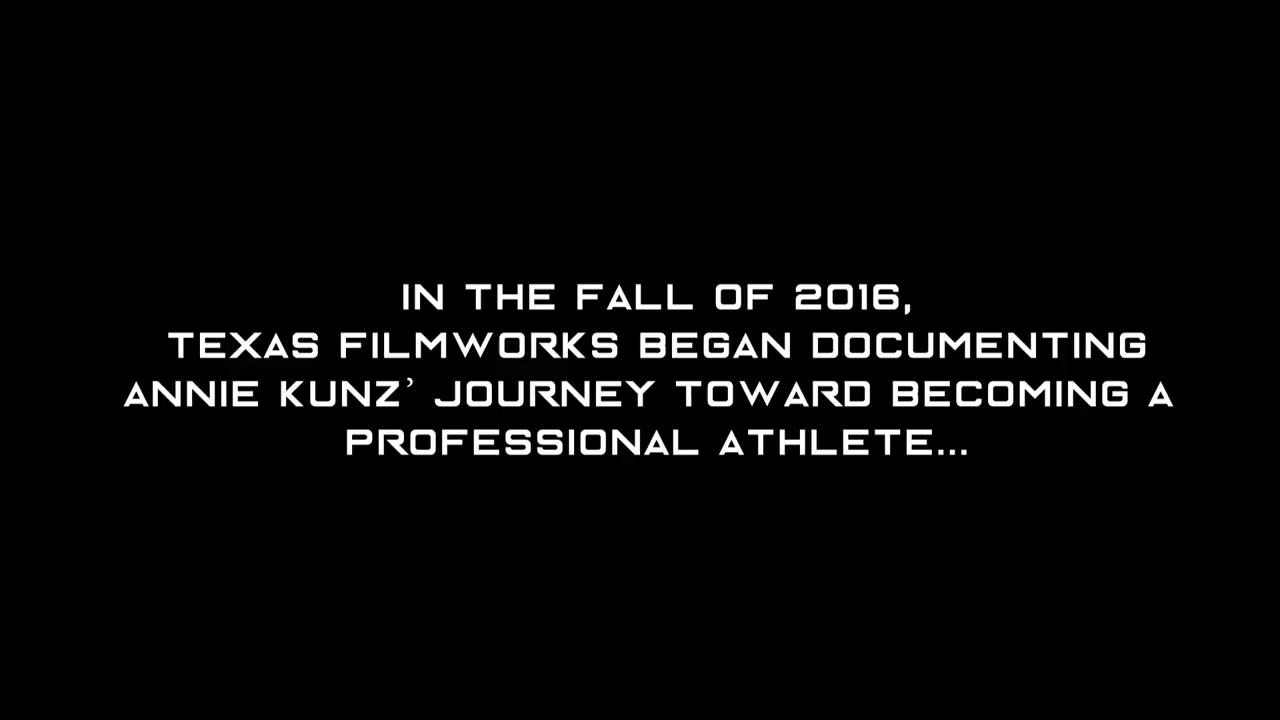 IN THE FALL OF 2016,
TEXAS FILMWORKS BEGAN DOCUMENTING
ANNIE KUNZ’ JOURNEY TOWARD BECOMING A
PROFESSIONAL ATHLETE...